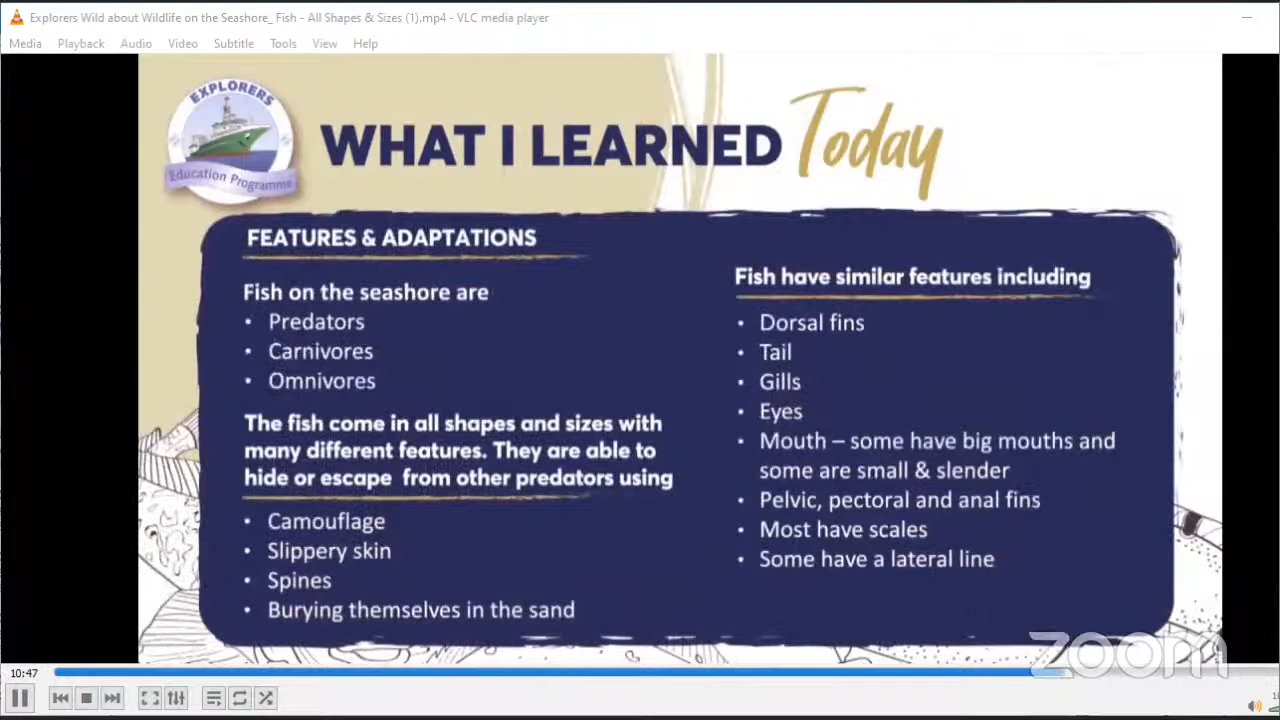 Explorers Wild about Wildlife on the Seashore_ Fish - All Shapes & Sizes (1).mp4 - VLC media player
Media Playback Audio Video Subtitle Tools View Help
EXPLORERS
Education Programme
WHAT I LEARNED Today
FEATURES & ADAPTATIONS
Fish on the seashore are
• Predators
• Carnivores
• Omnivores
The fish come in all shapes and sizes with
many different features. They are able to
hide or escape from other predators using
• Camouflage
• Slippery skin
• Spines
• Burying themselves in the sand
Fish have similar features including
• Dorsal fins
• Tail
• Gills
• Eyes
• Mouth – some have big mouths and
some are small & slender
• Pelvic, pectoral and anal fins
• Most have scales
• Some have a lateral line
zoom
10:47